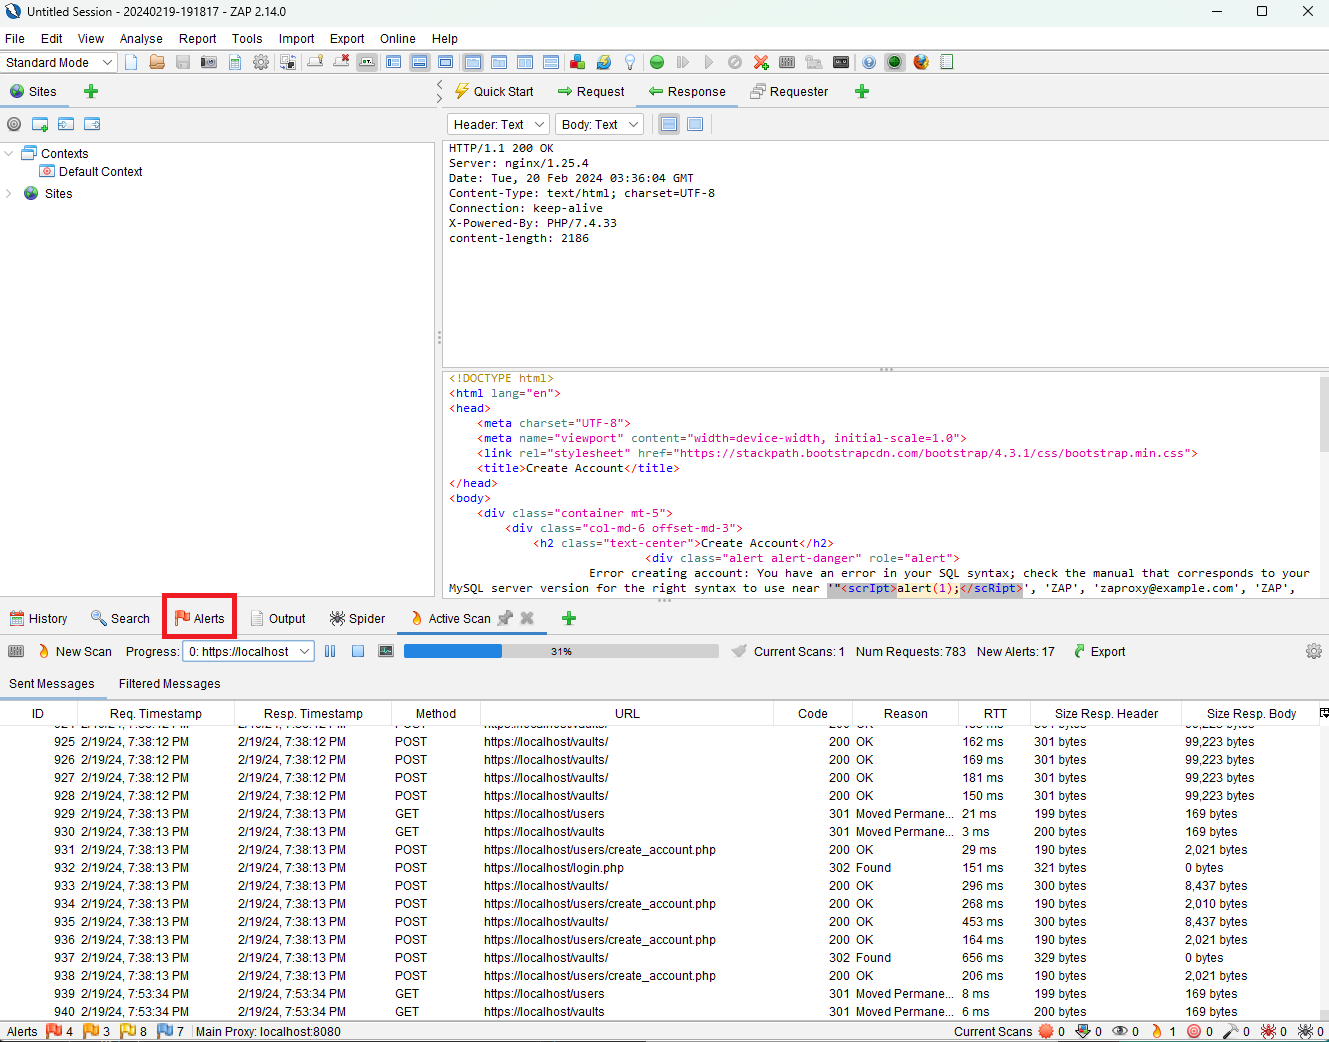 Untitled Session - 20240219-191817 - ZAP 2.14.0
File Edit View Analyse Report Tools Import Export Online Help
Standard Mode
Sites
Quick Start Request Response Requester
Header: Text Body: Text
Contexts
Default Context
Sites
HTTP/1.1 200 OK
Server: nginx/1.25.4
Date: Tue, 20 Feb 2024 03:36:04 GMT
Content-Type: text/html; charset=UTF-8
Connection: keep-alive
X-Powered-By: PHP/7.4.33
content-length: 2186
<!DOCTYPE html>
<html lang="en">
<head>
<meta charset="UTF-8">
<meta name="viewport" content="width=device-width, initial-scale=1.0">
<link rel="stylesheet" href="https://stackpath.bootstrapcdn.com/bootstrap/4.3.1/css/bootstrap.min.css">
<title>Create Account</title>
</head>
<body>
<div class="container mt-5">
<div class="col-md-6 offset-md-3">
<h2 class="text-center">Create Account</h2>
<div class="alert alert-danger" role="alert">
Error creating account: You have an error in your SQL syntax; check the manual that corresponds to your
MySQL server version for the right syntax to use near '"<scrIpt>alert(1);</scRipt>', 'ZAP', 'zaproxy@example.com', 'ZAP',
History Search Alerts Output Spider Active Scan
New Scan Progress: 0: https://localhost 31% Current Scans: 1 Num Requests: 783 New Alerts: 17 Export
Sent Messages Filtered Messages
ID Req. Timestamp Resp. Timestamp Method URL Code Reason RTT Size Resp. Header Size Resp. Body
925 2/19/24, 7:38:12 PM 2/19/24, 7:38:12 PM POST https://localhost/vaults/ 200 OK 162 ms 301 bytes 99,223 bytes
926 2/19/24, 7:38:12 PM 2/19/24, 7:38:12 PM POST https://localhost/vaults/ 200 OK 169 ms 301 bytes 99,223 bytes
927 2/19/24, 7:38:12 PM 2/19/24, 7:38:12 PM POST https://localhost/vaults/ 200 OK 181 ms 301 bytes 99,223 bytes
928 2/19/24, 7:38:12 PM 2/19/24, 7:38:12 PM POST https://localhost/vaults/ 200 OK 150 ms 301 bytes 99,223 bytes
929 2/19/24, 7:38:13 PM 2/19/24, 7:38:13 PM GET https://localhost/users 301 Moved Permane... 21 ms 199 bytes 169 bytes
930 2/19/24, 7:38:13 PM 2/19/24, 7:38:13 PM GET https://localhost/vaults 301 Moved Permane... 3 ms 200 bytes 169 bytes
931 2/19/24, 7:38:13 PM 2/19/24, 7:38:13 PM POST https://localhost/users/create_account.php 200 OK 29 ms 190 bytes 2,021 bytes
932 2/19/24, 7:38:13 PM 2/19/24, 7:38:13 PM POST https://localhost/login.php 302 Found 151 ms 321 bytes 0 bytes
933 2/19/24, 7:38:13 PM 2/19/24, 7:38:13 PM POST https://localhost/vaults/ 200 OK 296 ms 300 bytes 8,437 bytes
934 2/19/24, 7:38:13 PM 2/19/24, 7:38:13 PM POST https://localhost/users/create_account.php 200 OK 268 ms 190 bytes 2,010 bytes
935 2/19/24, 7:38:13 PM 2/19/24, 7:38:13 PM POST https://localhost/vaults/ 200 OK 453 ms 300 bytes 8,437 bytes
936 2/19/24, 7:38:13 PM 2/19/24, 7:38:13 PM POST https://localhost/users/create_account.php 200 OK 164 ms 190 bytes 2,021 bytes
937 2/19/24, 7:38:13 PM 2/19/24, 7:38:13 PM POST https://localhost/vaults/ 302 Found 656 ms 329 bytes 0 bytes
938 2/19/24, 7:38:13 PM 2/19/24, 7:38:13 PM POST https://localhost/users/create_account.php 200 OK 206 ms 190 bytes 2,021 bytes
939 2/19/24, 7:53:34 PM 2/19/24, 7:53:34 PM GET https://localhost/users 301 Moved Permane... 8 ms 199 bytes 169 bytes
940 2/19/24, 7:53:34 PM 2/19/24, 7:53:34 PM GET https://localhost/vaults 301 Moved Permane... 6 ms 200 bytes 169 bytes
Alerts 4 3 8 7 Main Proxy: localhost:8080 Current Scans 0 0 0 1 0 0 0 0